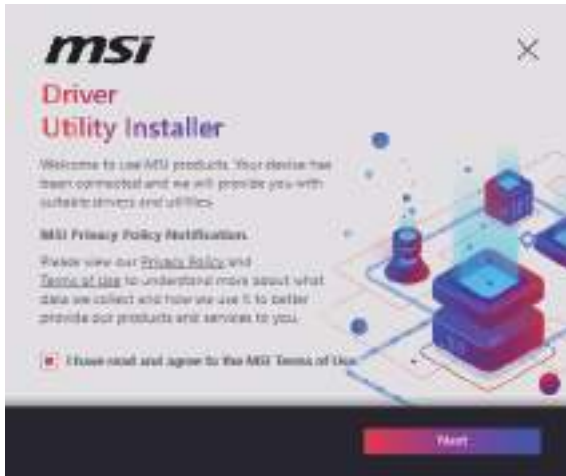 msi
Driver
Utility Installer
Welcome to use MSI products. Your device has
been connected and we will provide you with
suitable drivers and utilities.
MSI Privacy Policy Notification.
Please view our Privacy Policy and
Terms of Use to understand more about what
data we collect and how we use it to better
provide our products and services to you.
I have read and agree to the MSI Terms of Use
Next